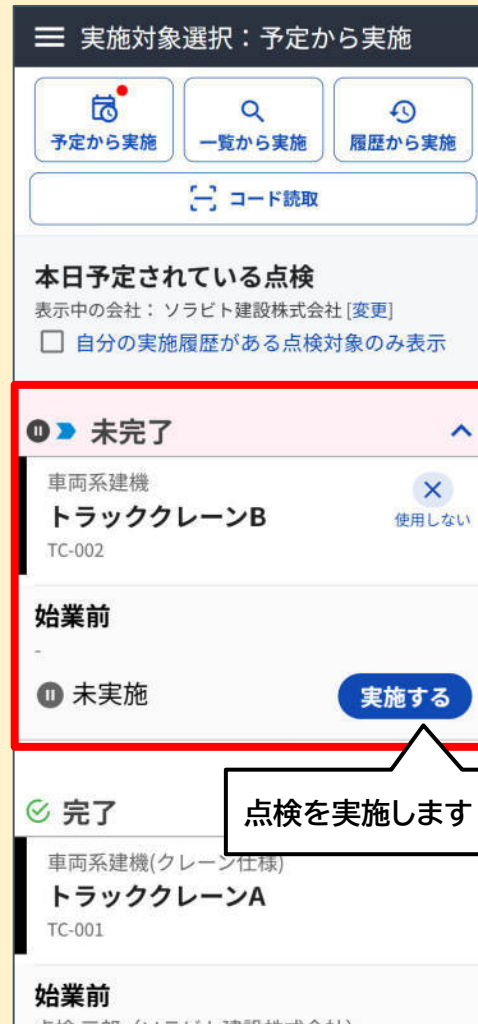 実施対象選択：予定から実施
予定から実施
一覧から実施
履歴から実施
コード読取
本日予定されている点検
表示中の会社： ソラビト建設株式会社 [変更]
自分の実施履歴がある点検対象のみ表示
未完了
車両系建機
トラッククレーンB
使用しない
TC-002
始業前
-
未実施
実施する
点検を実施します
完了
車両系建機(クレーン仕様)
トラッククレーンA
TC-001
始業前